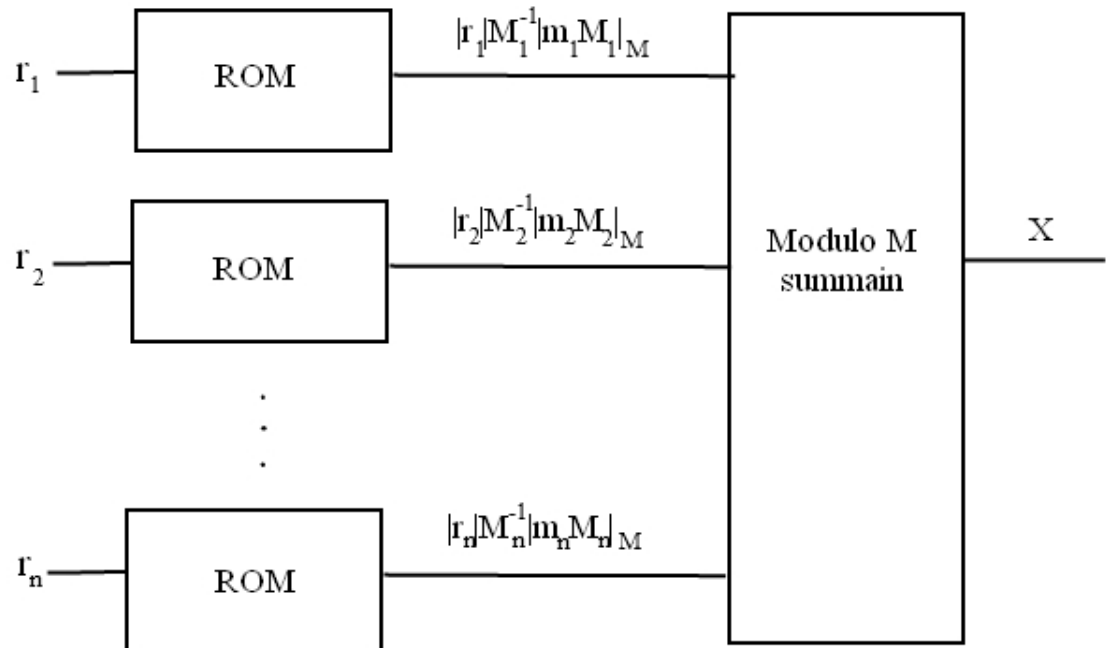 r₁
ROM
|r₁|M₁⁻¹|m₁M₁|M
r₂
ROM
|r₂|M₂⁻¹|m₂M₂|M
Modulo M
summain
X
.
.
.
rₙ
ROM
|rₙ|Mₙ⁻¹|mₙMₙ|M